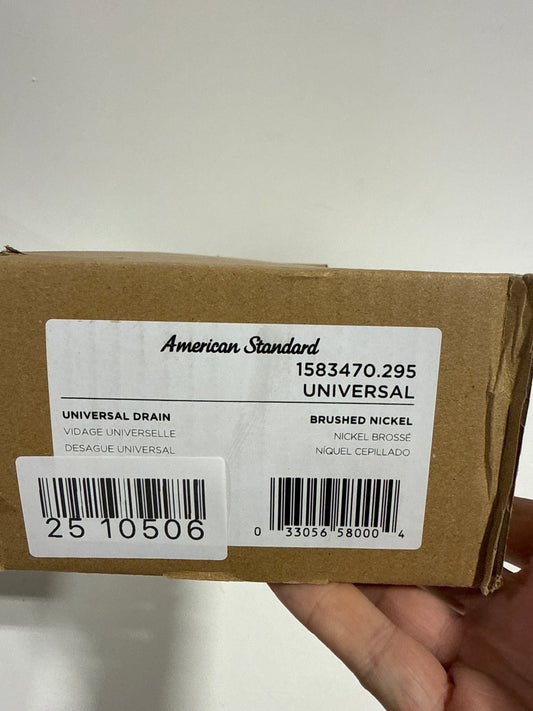 American Standard
1583470.295
UNIVERSAL
UNIVERSAL DRAIN
VIDAGE UNIVERSELLE
DESAGUE UNIVERSAL
BRUSHED NICKEL
NICKEL BROSSÉ
NÍQUEL CEPILLADO
25 10506
0 33056 58000 4